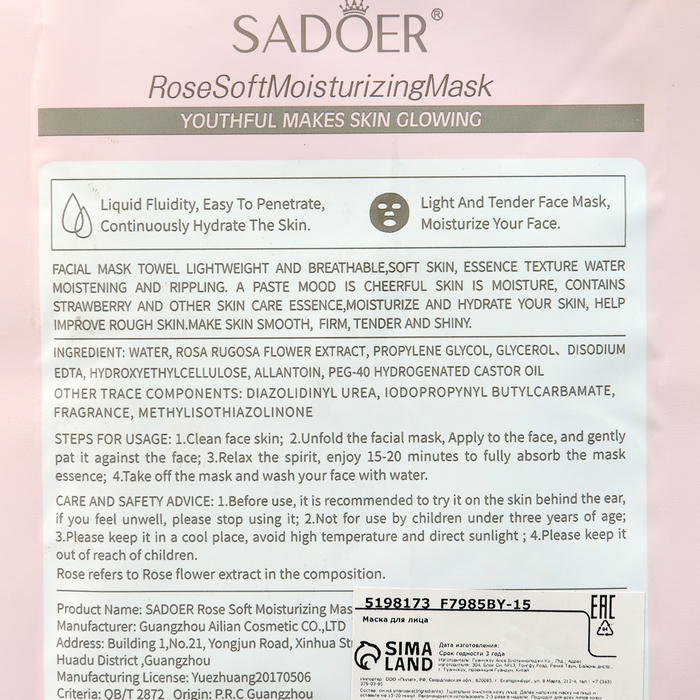 SADOER®
RoseSoftMoisturizingMask
YOUTHFUL MAKES SKIN GLOWING
Liquid Fluidity, Easy To Penetrate,
Continuously Hydrate The Skin.
Light And Tender Face Mask,
Moisturize Your Face.
FACIAL MASK TOWEL LIGHTWEIGHT AND BREATHABLE,SOFT SKIN, ESSENCE TEXTURE WATER
MOISTENING AND RIPPLING. A PASTE MOOD IS CHEERFUL SKIN IS MOISTURE, CONTAINS
STRAWBERRY AND OTHER SKIN CARE ESSENCE,MOISTURIZE AND HYDRATE YOUR SKIN, HELP
IMPROVE ROUGH SKIN.MAKE SKIN SMOOTH, FIRM, TENDER AND SHINY.
INGREDIENT: WATER, ROSA RUGOSA FLOWER EXTRACT, PROPYLENE GLYCOL, GLYCEROL、DISODIUM
EDTA, HYDROXYETHYLCELLULOSE, ALLANTOIN, PEG-40 HYDROGENATED CASTOR OIL
OTHER TRACE COMPONENTS: DIAZOLIDINYL UREA, IODOPROPYNYL BUTYLCARBAMATE,
FRAGRANCE, METHYLISOTHIAZOLINONE
STEPS FOR USAGE: 1.Clean face skin; 2.Unfold the facial mask, Apply to the face, and gently
pat it against the face; 3.Relax the spirit, enjoy 15-20 minutes to fully absorb the mask
essence; 4.Take off the mask and wash your face with water.
CARE AND SAFETY ADVICE: 1.Before use, it is recommended to try it on the skin behind the ear,
if you feel unwell, please stop using it; 2.Not for use by children under three years of age;
3.Please keep it in a cool place, avoid high temperature and direct sunlight ; 4.Please keep it
out of reach of children.
Rose refers to Rose flower extract in the composition.
Product Name: SADOER Rose Soft Moisturizing Mas
Manufacturer: Guangzhou Ailian Cosmetic CO.,LTD
Address: Building 1,No.21, Yongjun Road, Xinhua St
Huadu District ,Guangzhou
Manufacturing License: Yuezhuang20170506
Criteria: QB/T 2872 Origin: P.R.C Guangzhou
5198173 F7985BY-15
Маска для лица
EAC
SIMA
LAND
Дата изготовления:
Срок годности 3 года